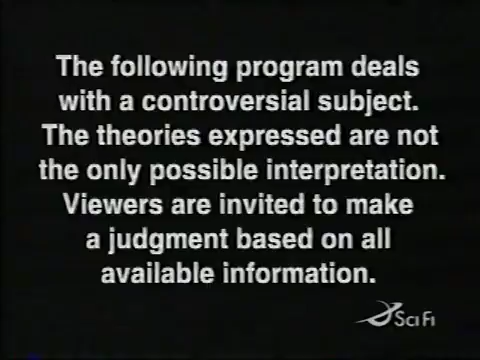 The following program deals
with a controversial subject.
The theories expressed are not
the only possible interpretation.
Viewers are invited to make
a judgment based on all
available information.
SCI FI